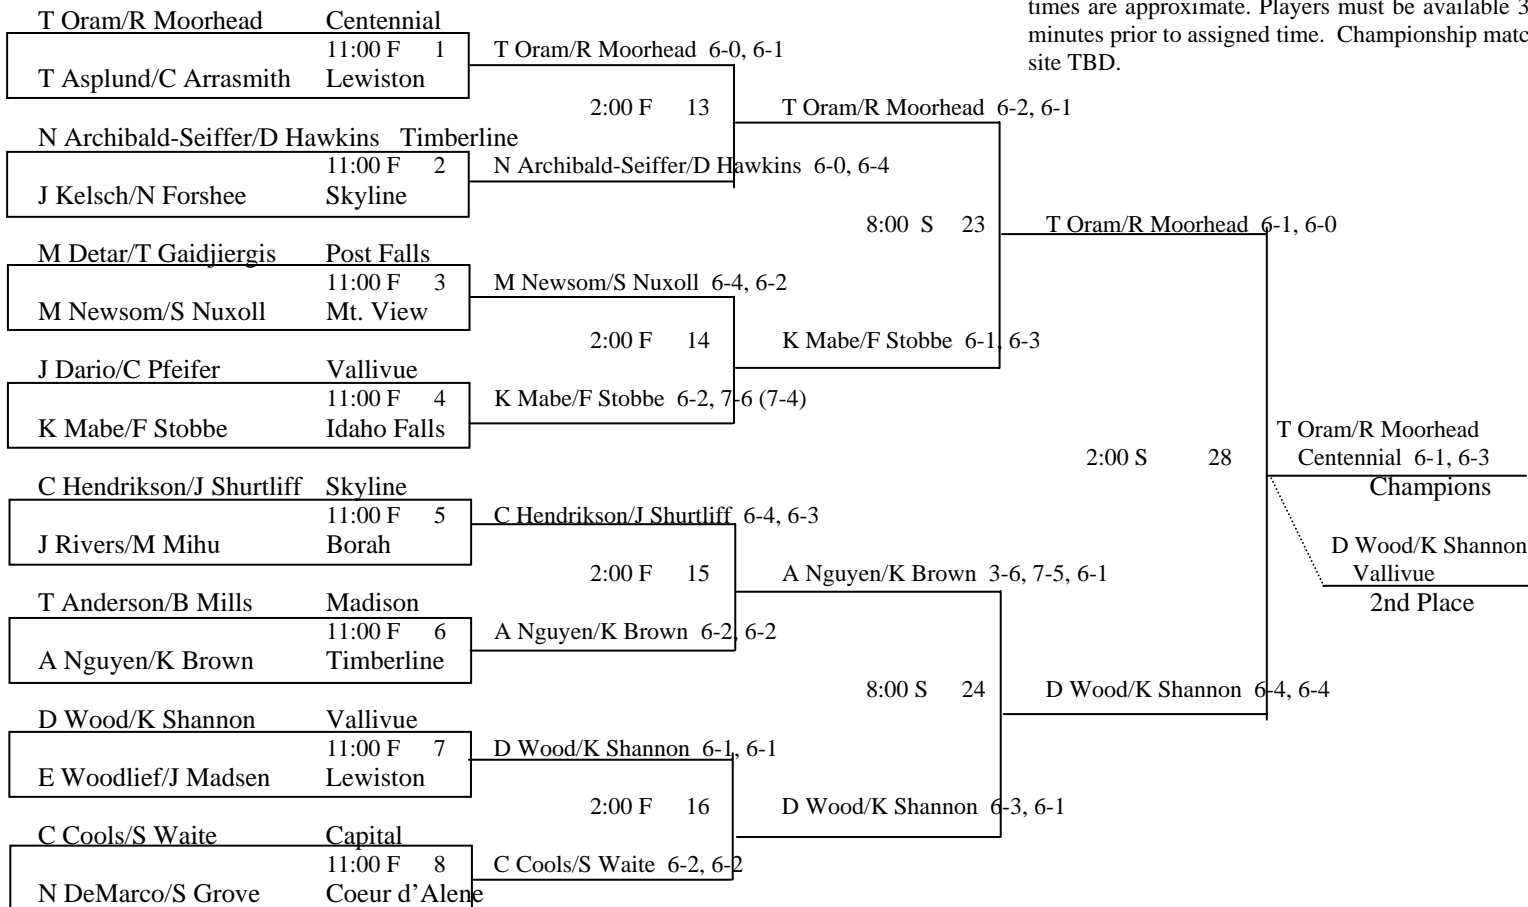 times are approximate. Players must be available 3
minutes prior to assigned time. Championship matc
site TBD.
T Oram/R Moorhead Centennial
11:00 F 1
T Asplund/C Arrasmith Lewiston
T Oram/R Moorhead 6-0, 6-1
2:00 F 13
T Oram/R Moorhead 6-2, 6-1
N Archibald-Seiffer/D Hawkins Timberline
11:00 F 2
J Kelsch/N Forshee Skyline
N Archibald-Seiffer/D Hawkins 6-0, 6-4
8:00 S 23
T Oram/R Moorhead 6-1, 6-0
M Detar/T Gaidjiergis Post Falls
11:00 F 3
M Newsom/S Nuxoll Mt. View
M Newsom/S Nuxoll 6-4, 6-2
2:00 F 14
K Mabe/F Stobbe 6-1, 6-3
J Dario/C Pfeifer Vallivue
11:00 F 4
K Mabe/F Stobbe Idaho Falls
K Mabe/F Stobbe 6-2, 7-6 (7-4)
2:00 S 28
T Oram/R Moorhead
Centennial 6-1, 6-3
Champions
C Hendrikson/J Shurtliff Skyline
11:00 F 5
J Rivers/M Mihu Borah
C Hendrikson/J Shurtliff 6-4, 6-3
2:00 F 15
A Nguyen/K Brown 3-6, 7-5, 6-1
D Wood/K Shannon
Vallivue
2nd Place
T Anderson/B Mills Madison
11:00 F 6
A Nguyen/K Brown Timberline
A Nguyen/K Brown 6-2, 6-2
8:00 S 24
D Wood/K Shannon 6-4, 6-4
D Wood/K Shannon Vallivue
11:00 F 7
E Woodlief/J Madsen Lewiston
D Wood/K Shannon 6-1, 6-1
2:00 F 16
D Wood/K Shannon 6-3, 6-1
C Cools/S Waite Capital
11:00 F 8
N DeMarco/S Grove Coeur d'Alene
C Cools/S Waite 6-2, 6-2